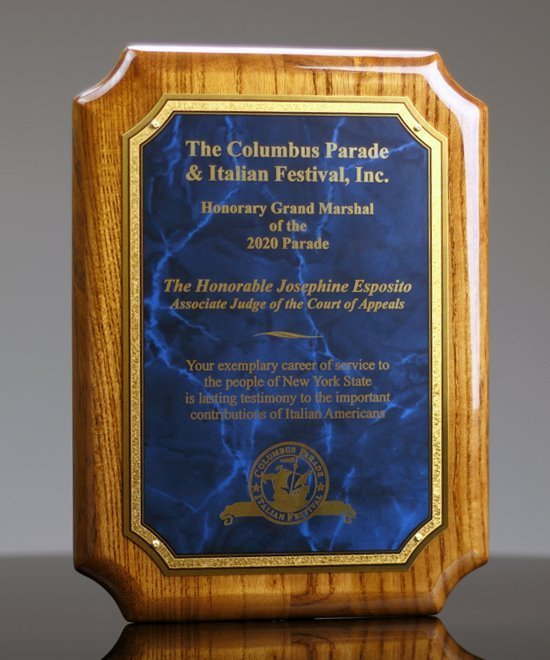 The Columbus Parade
& Italian Festival, Inc.
Honorary Grand Marshal
of the
2020 Parade
The Honorable Josephine Esposito
Associate Judge of the Court of Appeals
Your exemplary career of service to
the people of New York State
is lasting testimony to the important
contributions of Italian Americans
COLUMBUS PARADE
ITALIAN FESTIVAL